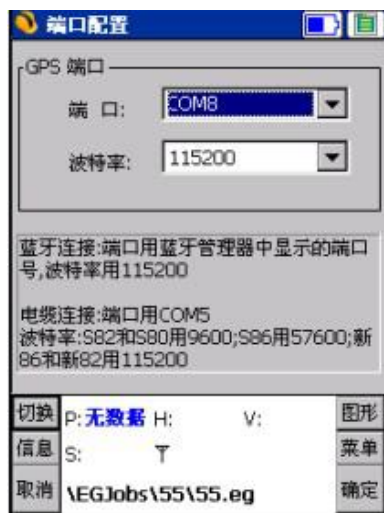 端口配置
GPS 端口
端 口: COM8
波特率: 115200
蓝牙连接:端口用蓝牙管理器中显示的端口
号,波特率用115200
电缆连接:端口用COM5
波特率:S82和S80用9600;S86用57600;新
86和新82用115200
切换 P:无数据 H: V: 图形
信息 S: 菜单
取消 \EGJobs\55\55.eg 确定